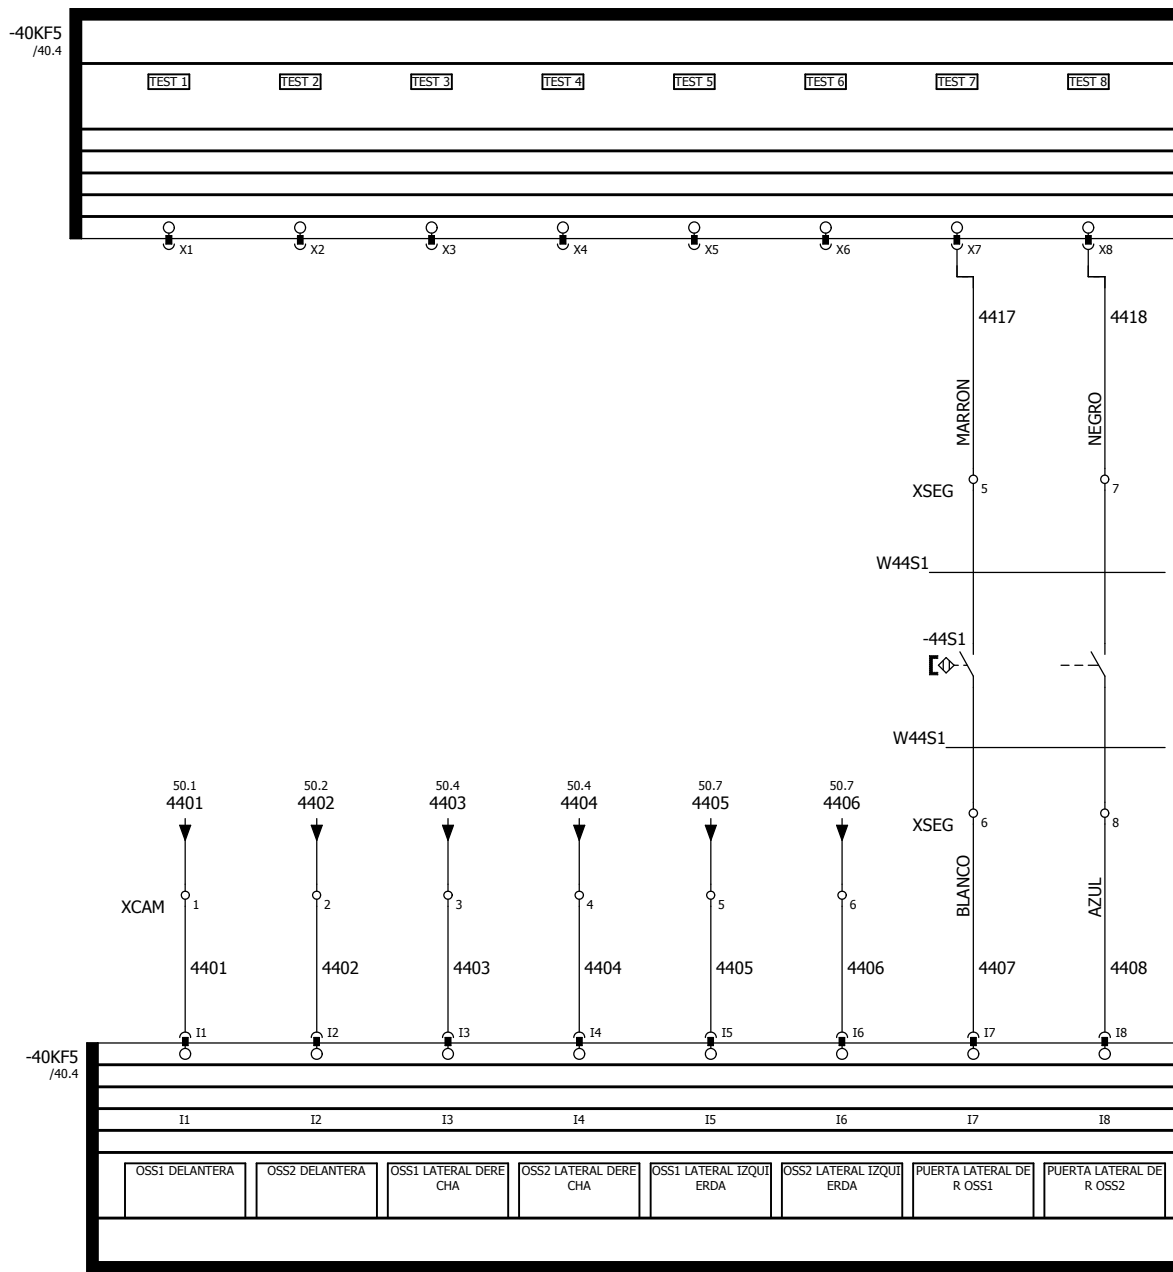 -40KF5
/40.4
TEST 1 TEST 2 TEST 3 TEST 4 TEST 5 TEST 6 TEST 7 TEST 8
X1 X2 X3 X4 X5 X6 X7 X8
4417 4418
MARRON NEGRO
XSEG 5 7
W44S1
-44S1
W44S1
50.1 50.2 50.4 50.4 50.7 50.7
4401 4402 4403 4404 4405 4406
XSEG 6 8
BLANCO AZUL
XCAM 1 2 3 4 5 6
4401 4402 4403 4404 4405 4406 4407 4408
I1 I2 I3 I4 I5 I6 I7 I8
-40KF5
/40.4
I1 I2 I3 I4 I5 I6 I7 I8
OSS1 DELANTERA
OSS2 DELANTERA
OSS1 LATERAL DERE
CHA
OSS2 LATERAL DERE
CHA
OSS1 LATERAL IZQUI
ERDA
OSS2 LATERAL IZQUI
ERDA
PUERTA LATERAL DE
R OSS1
PUERTA LATERAL DE
R OSS2